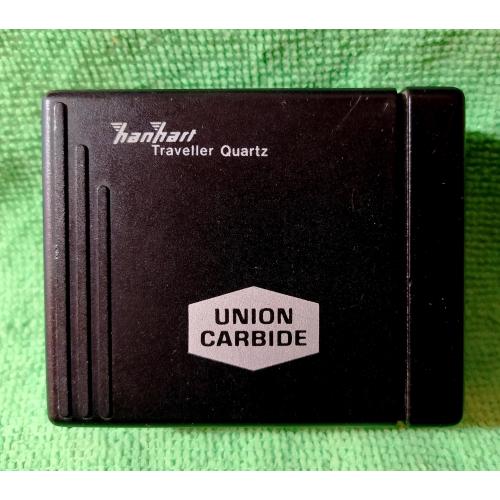 hanhart
Traveller Quartz
UNION
CARBIDE